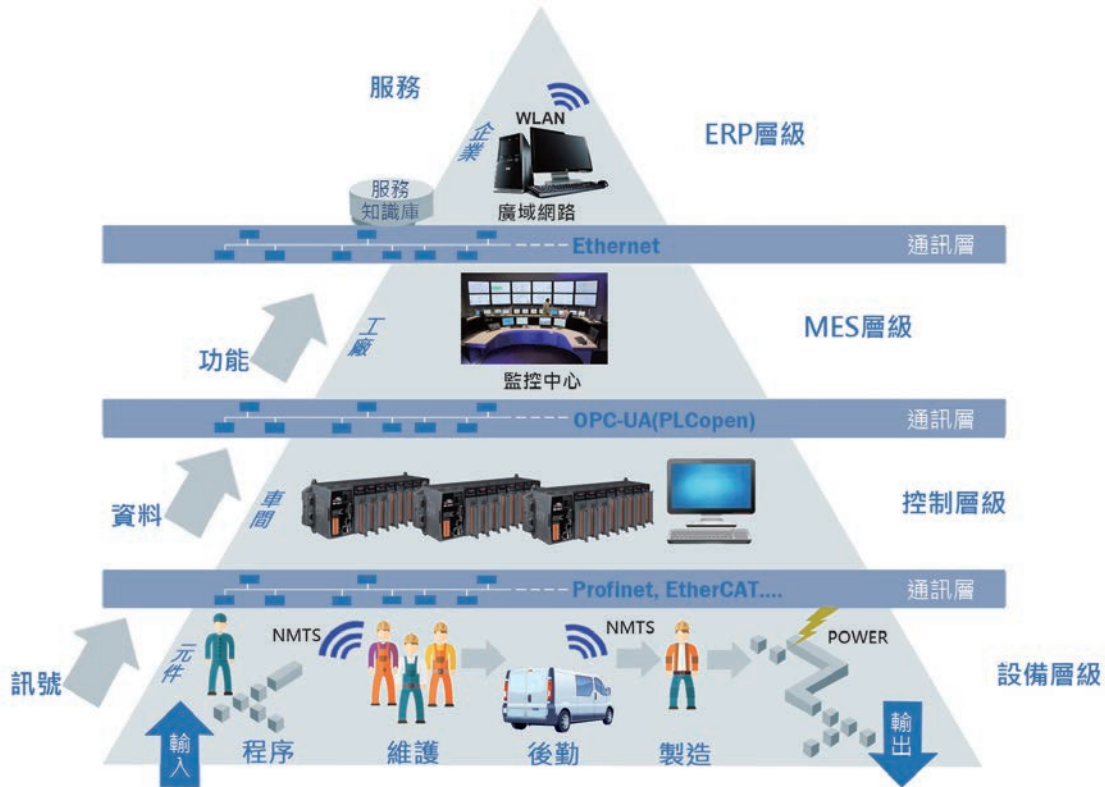 服務
WLAN
企業
ERP層級
服務
知識庫
廣域網路
Ethernet
通訊層
工廠
MES層級
功能
監控中心
OPC-UA(PLCopen)
通訊層
車間
資料
控制層級
Profinet, EtherCAT....
通訊層
NMTS
NMTS
POWER
元件
訊號
設備層級
輸入
程序
維護
後勤
製造
輸出